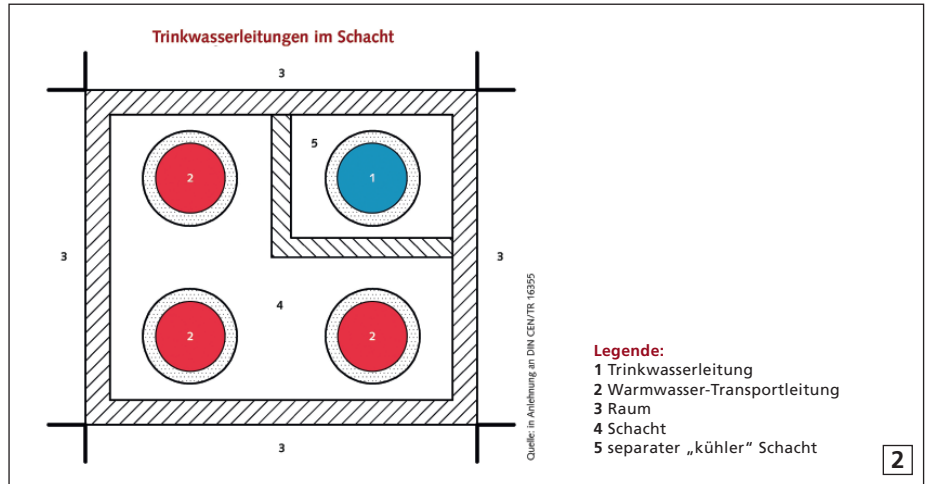 Trinkwasserleitungen im Schacht
3
5
2
1
3
3
4
2
2
3
Quelle: in Anlehnung an DIN CEN/TR 16355
Legende:
1 Trinkwasserleitung
2 Warmwasser-Transportleitung
3 Raum
4 Schacht
5 separater „kühler“ Schacht
2